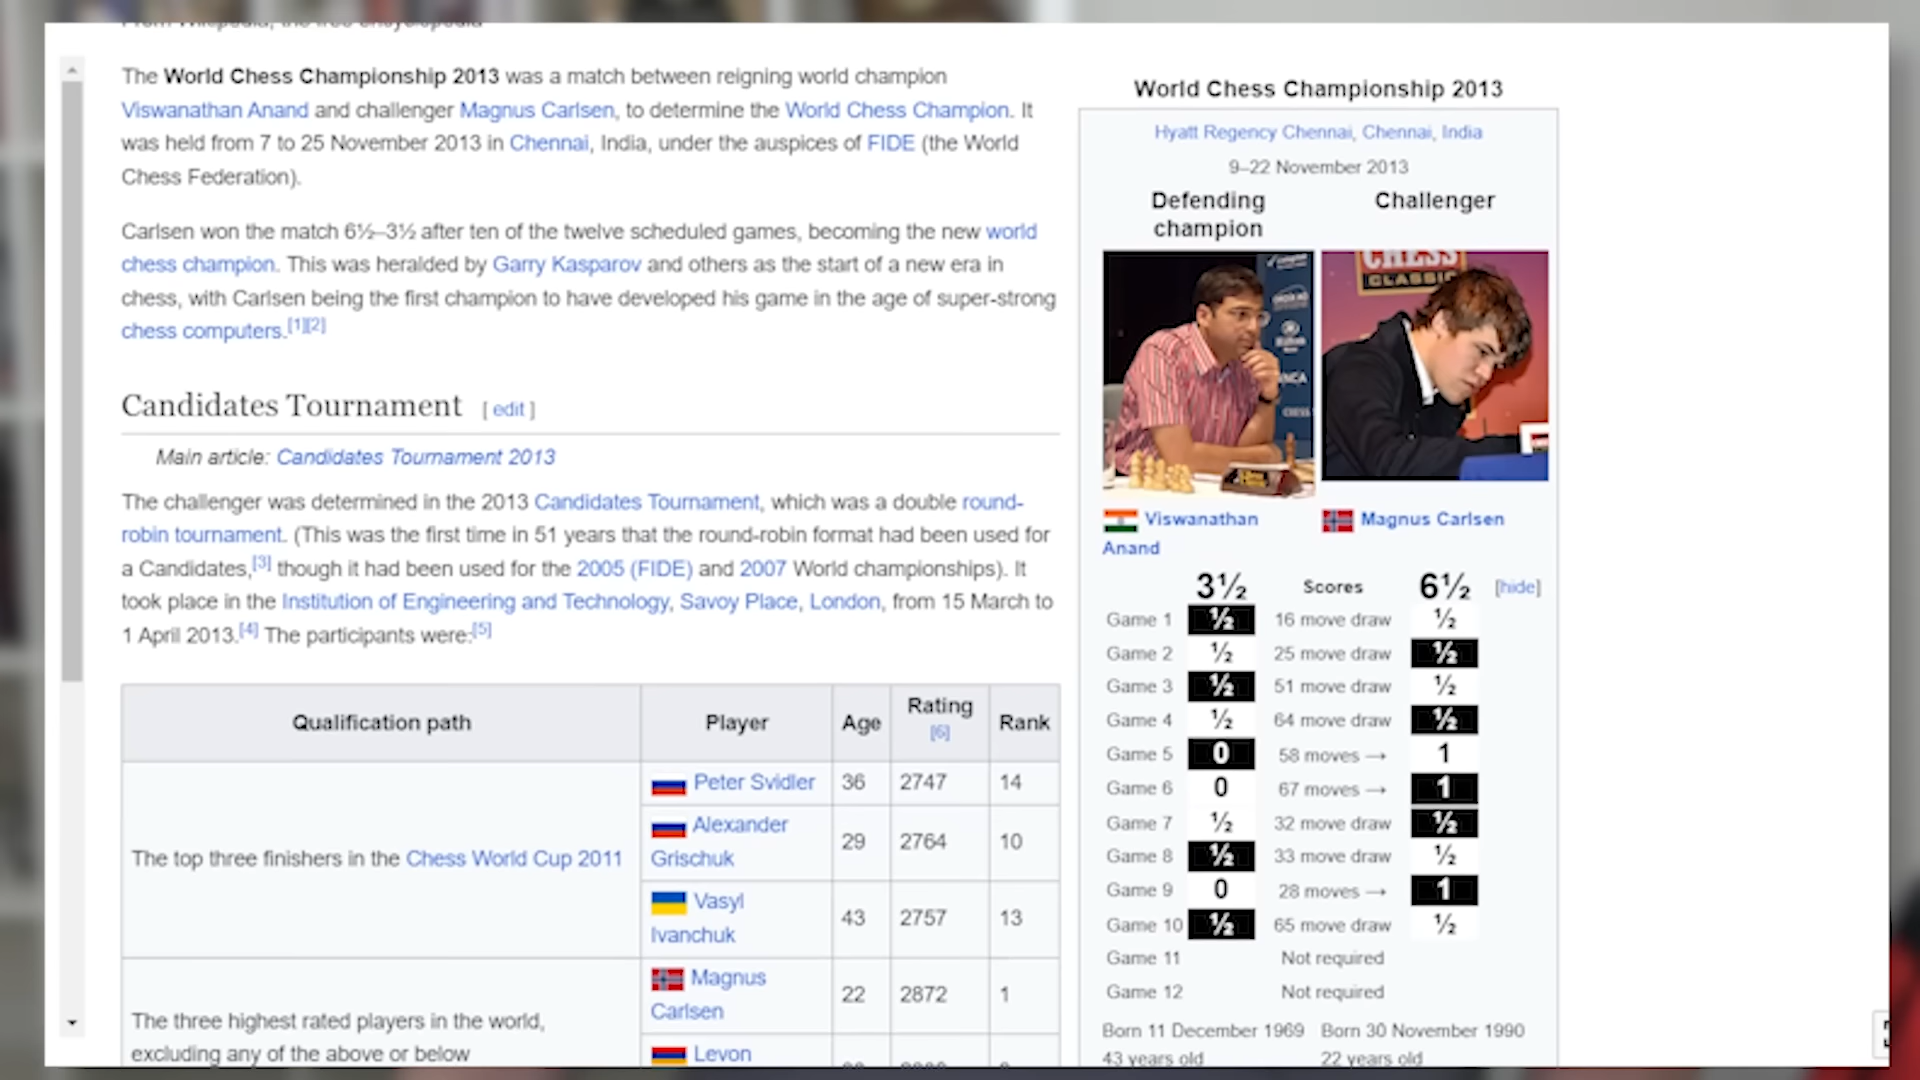 From Wikipedia, the free encyclopedia
The World Chess Championship 2013 was a match between reigning world champion
Viswanathan Anand and challenger Magnus Carlsen, to determine the World Chess Champion. It
was held from 7 to 25 November 2013 in Chennai, India, under the auspices of FIDE (the World
Chess Federation).
Carlsen won the match 6½–3½ after ten of the twelve scheduled games, becoming the new world
chess champion. This was heralded by Garry Kasparov and others as the start of a new era in
chess, with Carlsen being the first champion to have developed his game in the age of super-strong
chess computers.[1][2]
Candidates Tournament [ edit ]
Main article: Candidates Tournament 2013
The challenger was determined in the 2013 Candidates Tournament, which was a double round-
robin tournament. (This was the first time in 51 years that the round-robin format had been used for
a Candidates,[3] though it had been used for the 2005 (FIDE) and 2007 World championships). It
took place in the Institution of Engineering and Technology, Savoy Place, London, from 15 March to
1 April 2013.[4] The participants were:[5]
Qualification path Player Age Rating [6] Rank
The top three finishers in the Chess World Cup 2011
Peter Svidler 36 2747 14
Alexander Grischuk 29 2764 10
Vasyl Ivanchuk 43 2757 13
The three highest rated players in the world,
excluding any of the above or below
Magnus Carlsen 22 2872 1
Levon
World Chess Championship 2013
Hyatt Regency Chennai, Chennai, India
9–22 November 2013
Defending champion
Challenger
CHESS
CLASSIC
Viswanathan Anand
Magnus Carlsen
3½ Scores 6½ [hide]
Game 1 ½ 16 move draw ½
Game 2 ½ 25 move draw ½
Game 3 ½ 51 move draw ½
Game 4 ½ 64 move draw ½
Game 5 0 58 moves → 1
Game 6 0 67 moves → 1
Game 7 ½ 32 move draw ½
Game 8 ½ 33 move draw ½
Game 9 0 28 moves → 1
Game 10 ½ 65 move draw ½
Game 11 Not required
Game 12 Not required
Born 11 December 1969 Born 30 November 1990
43 years old 22 years old